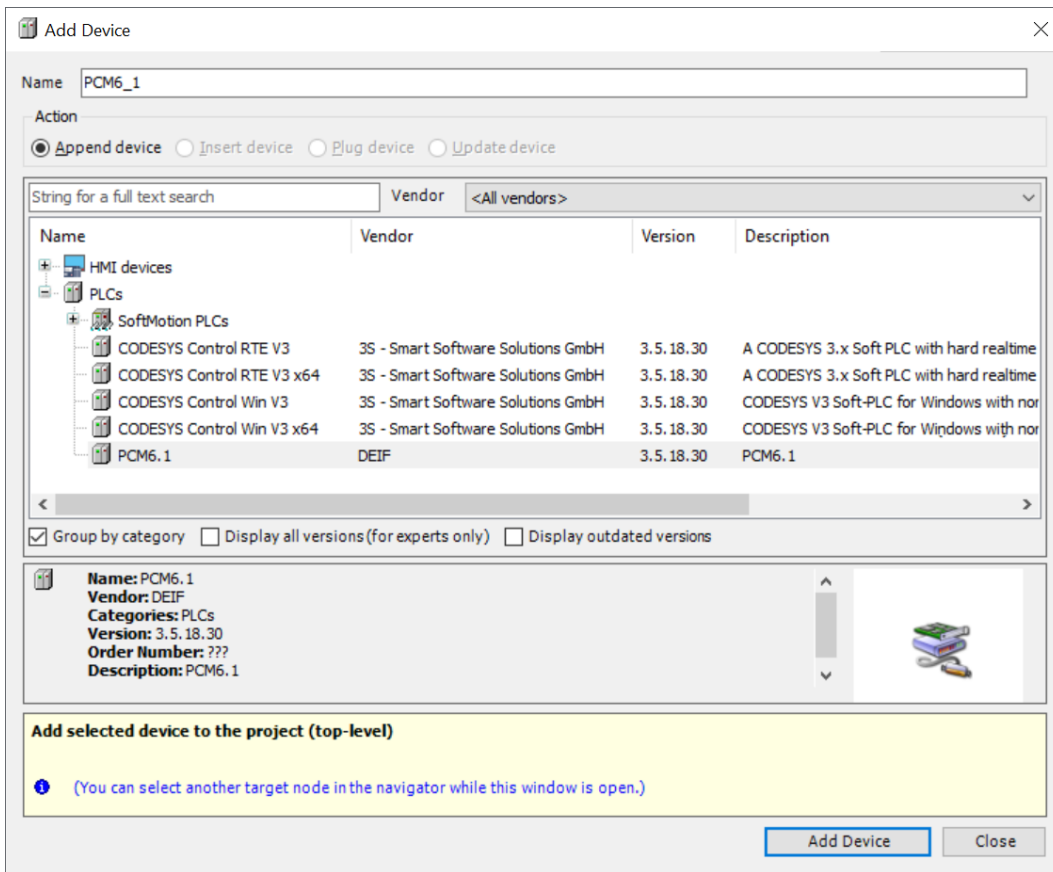 Add Device
Name PCM6_1
Action
Append device Insert device Plug device Update device
String for a full text search Vendor <All vendors>
Name Vendor Version Description
HMI devices
PLCs
SoftMotion PLCs
CODESYS Control RTE V3 3S - Smart Software Solutions GmbH 3.5.18.30 A CODESYS 3.x Soft PLC with hard realtime
CODESYS Control RTE V3 x64 3S - Smart Software Solutions GmbH 3.5.18.30 A CODESYS 3.x Soft PLC with hard realtime
CODESYS Control Win V3 3S - Smart Software Solutions GmbH 3.5.18.30 CODESYS V3 Soft-PLC for Windows with nor
CODESYS Control Win V3 x64 3S - Smart Software Solutions GmbH 3.5.18.30 CODESYS V3 Soft-PLC for Windows with nor
PCM6.1 DEIF 3.5.18.30 PCM6.1
Group by category Display all versions (for experts only) Display outdated versions
Name: PCM6.1
Vendor: DEIF
Categories: PLCs
Version: 3.5.18.30
Order Number: ???
Description: PCM6.1
Add selected device to the project (top-level)
(You can select another target node in the navigator while this window is open.)
Add Device Close